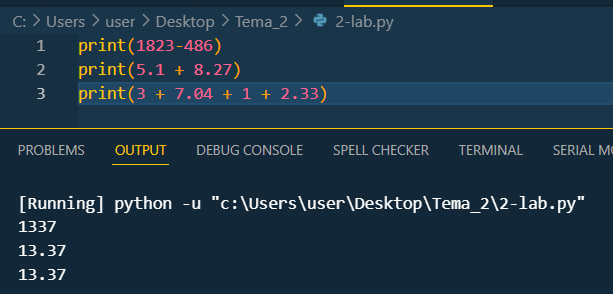 C: > Users > user > Desktop > Tema_2 > 2-lab.py
1 print(1823-486)
2 print(5.1 + 8.27)
3 print(3 + 7.04 + 1 + 2.33)
PROBLEMS OUTPUT DEBUG CONSOLE SPELL CHECKER TERMINAL SERIAL MO
[Running] python -u "c:\Users\user\Desktop\Tema_2\2-lab.py"
1337
13.37
13.37